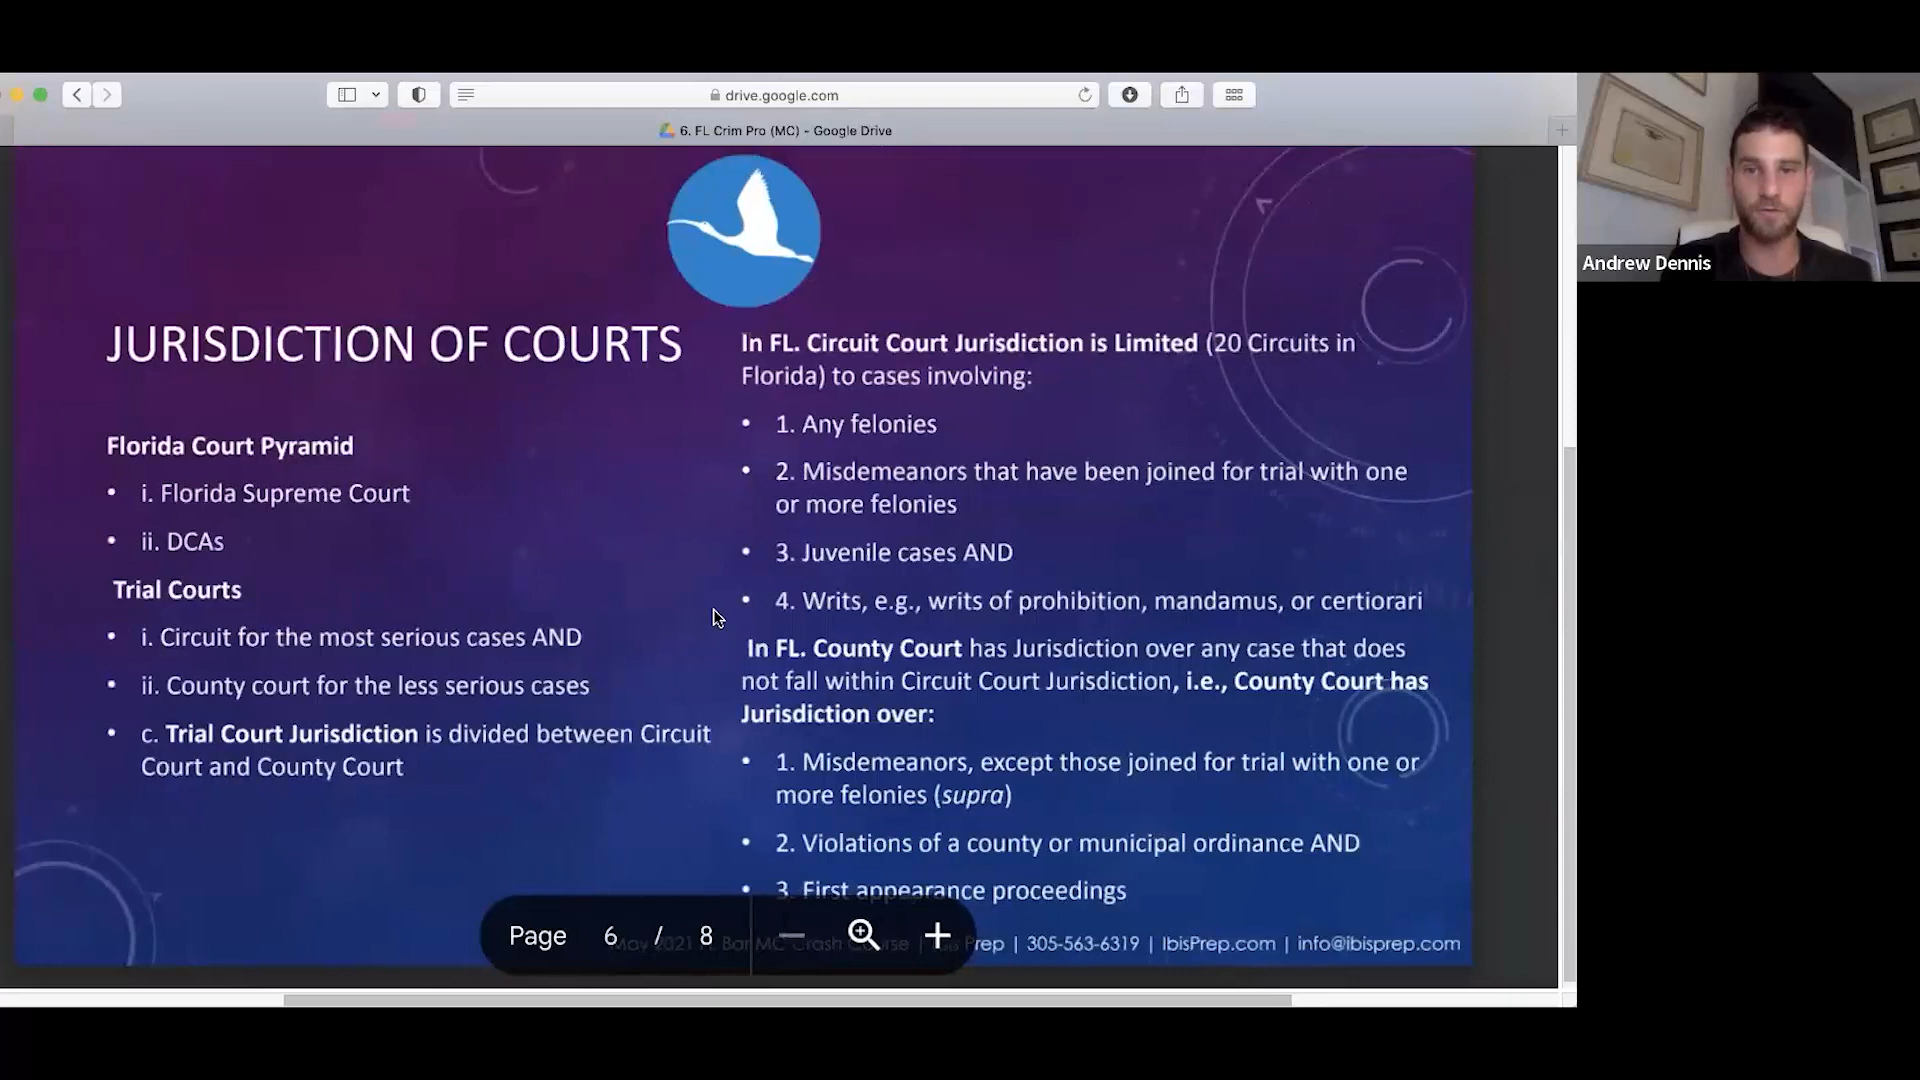 drive.google.com
6. FL Crim Pro (MC) - Google Drive
Andrew Dennis
JURISDICTION OF COURTS
Florida Court Pyramid
• i. Florida Supreme Court
• ii. DCAs
Trial Courts
• i. Circuit for the most serious cases AND
• ii. County court for the less serious cases
• c. Trial Court Jurisdiction is divided between Circuit
Court and County Court
In FL. Circuit Court Jurisdiction is Limited (20 Circuits in
Florida) to cases involving:
• 1. Any felonies
• 2. Misdemeanors that have been joined for trial with one
or more felonies
• 3. Juvenile cases AND
• 4. Writs, e.g., writs of prohibition, mandamus, or certiorari
In FL. County Court has Jurisdiction over any case that does
not fall within Circuit Court Jurisdiction, i.e., County Court has
Jurisdiction over:
• 1. Misdemeanors, except those joined for trial with one or
more felonies (supra)
• 2. Violations of a county or municipal ordinance AND
• 3. First appearance proceedings
Page 6 / 8
May 2021 Bar MC Crash Course | Prep | 305-563-6319 | IbisPrep.com | info@ibisprep.com